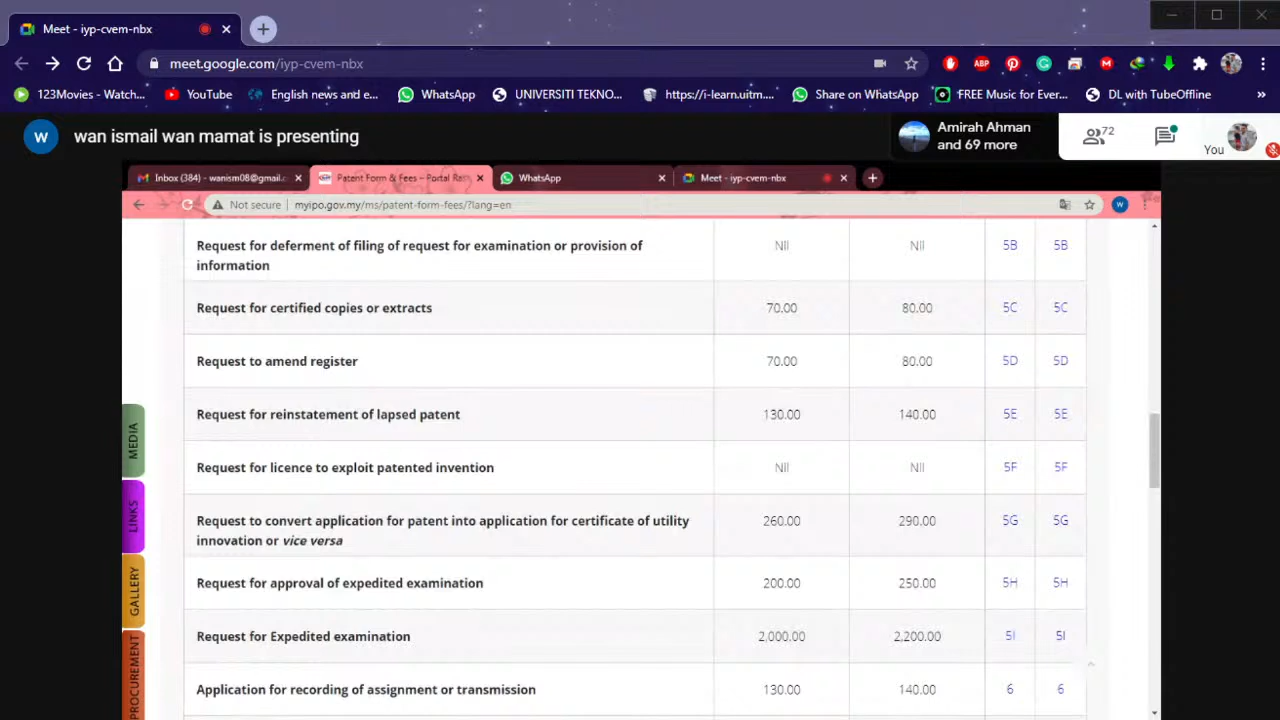 Meet - iyp-cvem-nbx
meet.google.com/iyp-cvem-nbx
123Movies - Watch... YouTube English news and e... WhatsApp UNIVERSITI TEKNO... https://i-learn.uitm.... Share on WhatsApp FREE Music for Ever... DL with TubeOffline »
W wan ismail wan mamat is presenting
Amirah Ahman
and 69 more
72
You
Inbox (384) - wanism08@gmail. Patent Form & Fees – Portal Ras WhatsApp Meet - iyp-cvem-nbx
Not secure myipo.gov.my/ms/patent-form-fees/?lang=en W
Request for deferment of filing of request for examination or provision of Nil Nil 5B 5B
information
Request for certified copies or extracts 70.00 80.00 5C 5C
Request to amend register 70.00 80.00 5D 5D
Request for reinstatement of lapsed patent 130.00 140.00 5E 5E
Request for licence to exploit patented invention Nil Nil 5F 5F
Request to convert application for patent into application for certificate of utility 260.00 290.00 5G 5G
innovation or vice versa
Request for approval of expedited examination 200.00 250.00 5H 5H
Request for Expedited examination 2,000.00 2,200.00 5I 5I
Application for recording of assignment or transmission 130.00 140.00 6 6
MEDIA
LINKS
GALLERY
PROCUREMENT
ABP